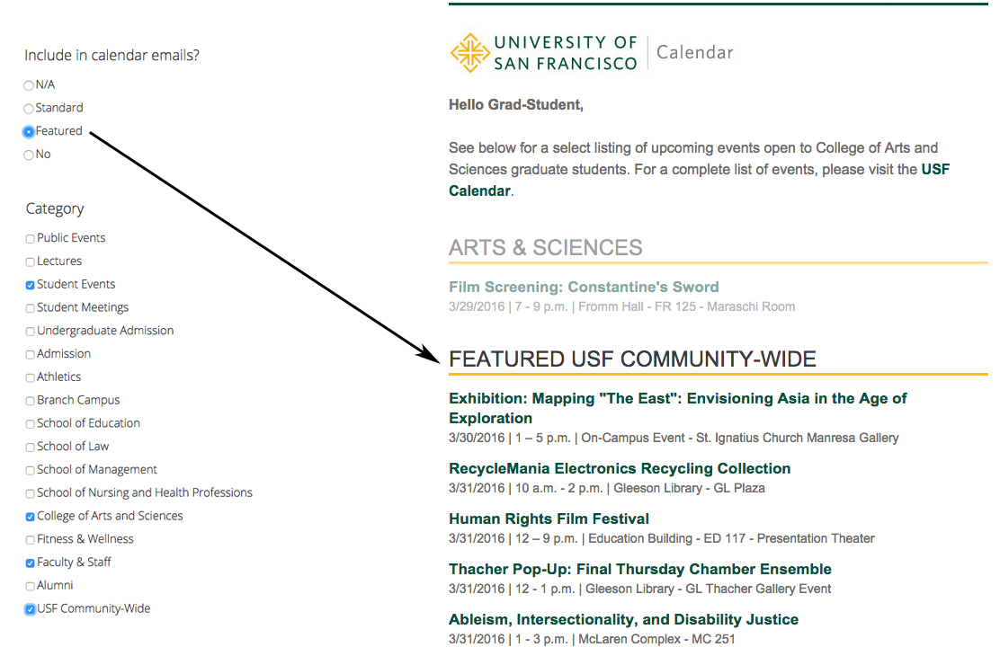 Include in calendar emails?
N/A
Standard
Featured
No
Category
Public Events
Lectures
Student Events
Student Meetings
Undergraduate Admission
Admission
Athletics
Branch Campus
School of Education
School of Law
School of Management
School of Nursing and Health Professions
College of Arts and Sciences
Fitness & Wellness
Faculty & Staff
Alumni
USF Community-Wide
UNIVERSITY OF
SAN FRANCISCO
Calendar
Hello Grad-Student,
See below for a select listing of upcoming events open to College of Arts and
Sciences graduate students. For a complete list of events, please visit the USF
Calendar.
ARTS & SCIENCES
Film Screening: Constantine's Sword
3/29/2016 | 7 - 9 p.m. | Fromm Hall - FR 125 - Maraschi Room
FEATURED USF COMMUNITY-WIDE
Exhibition: Mapping "The East": Envisioning Asia in the Age of
Exploration
3/30/2016 | 1 – 5 p.m. | On-Campus Event - St. Ignatius Church Manresa Gallery
RecycleMania Electronics Recycling Collection
3/31/2016 | 10 a.m. - 2 p.m. | Gleeson Library - GL Plaza
Human Rights Film Festival
3/31/2016 | 12 – 9 p.m. | Education Building - ED 117 - Presentation Theater
Thacher Pop-Up: Final Thursday Chamber Ensemble
3/31/2016 | 12 - 1 p.m. | Gleeson Library - GL Thacher Gallery Event
Ableism, Intersectionality, and Disability Justice
3/31/2016 | 1 - 3 p.m. | McLaren Complex - MC 251